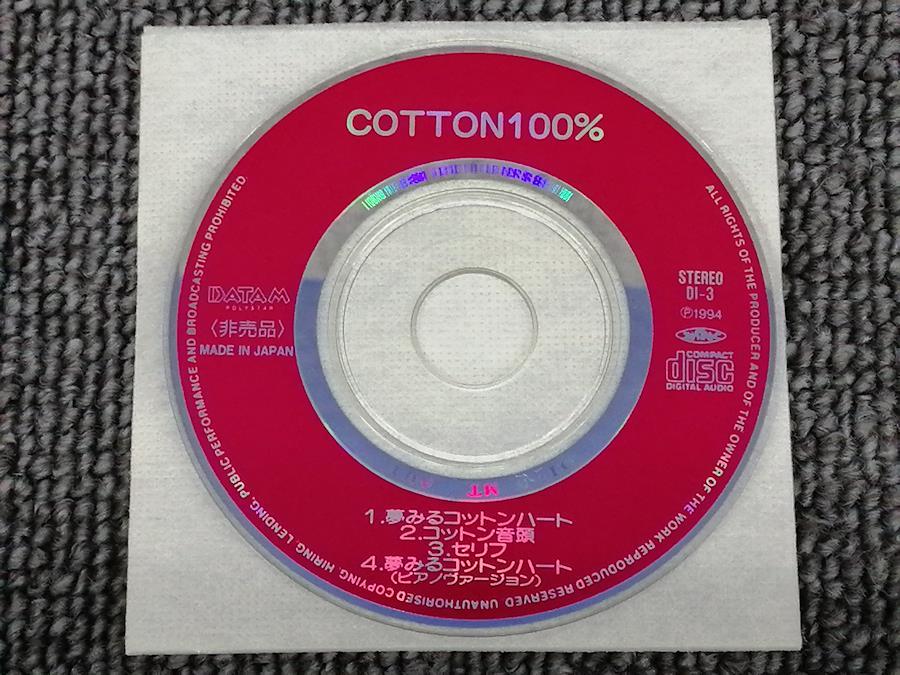 COTTON100%
DATAM
POLYSTAR
〈非売品〉
MADE IN JAPAN
STEREO
DI-3
Ⓟ1994
COMPACT
disc
DIGITAL AUDIO
1.夢みるコットンハート
2.コットン音頭
3.セリフ
4.夢みるコットンハート
(ピアノヴァージョン)
ALL RIGHTS OF THE PRODUCER AND OF THE OWNER OF THE WORK REPRODUCED RESERVED. UNAUTHORISED COPYING, HIRING, LENDING, PUBLIC PERFORMANCE AND BROADCASTING PROHIBITED.